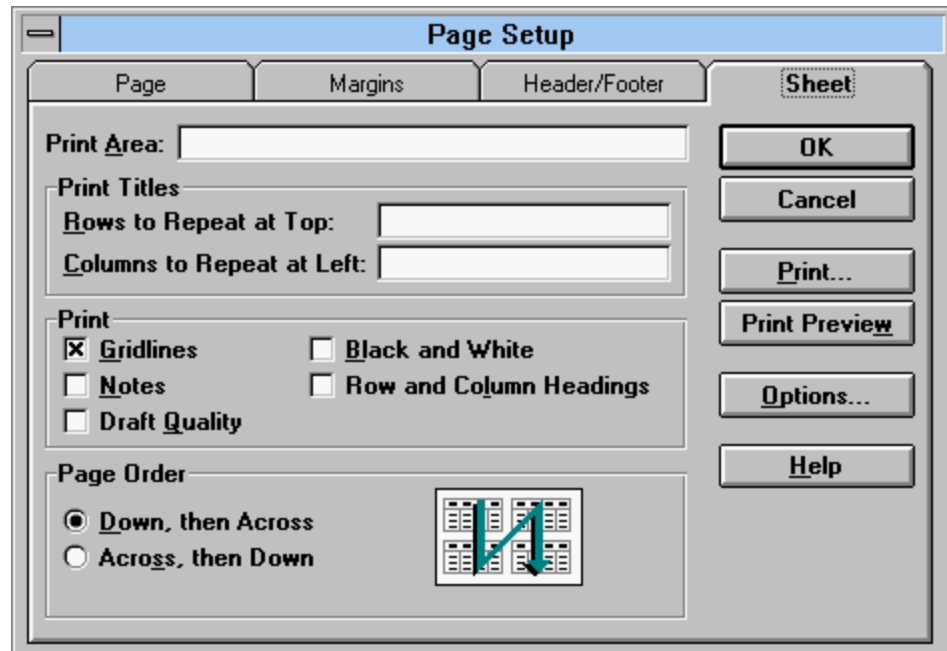 Page Setup
Page Margins Header/Footer Sheet
Print Area:
OK
Print Titles
Cancel
Rows to Repeat at Top:
Columns to Repeat at Left:
Print...
Print
Print Preview
Gridlines Black and White
Notes Row and Column Headings
Options...
Draft Quality
Page Order
Help
Down, then Across
Across, then Down